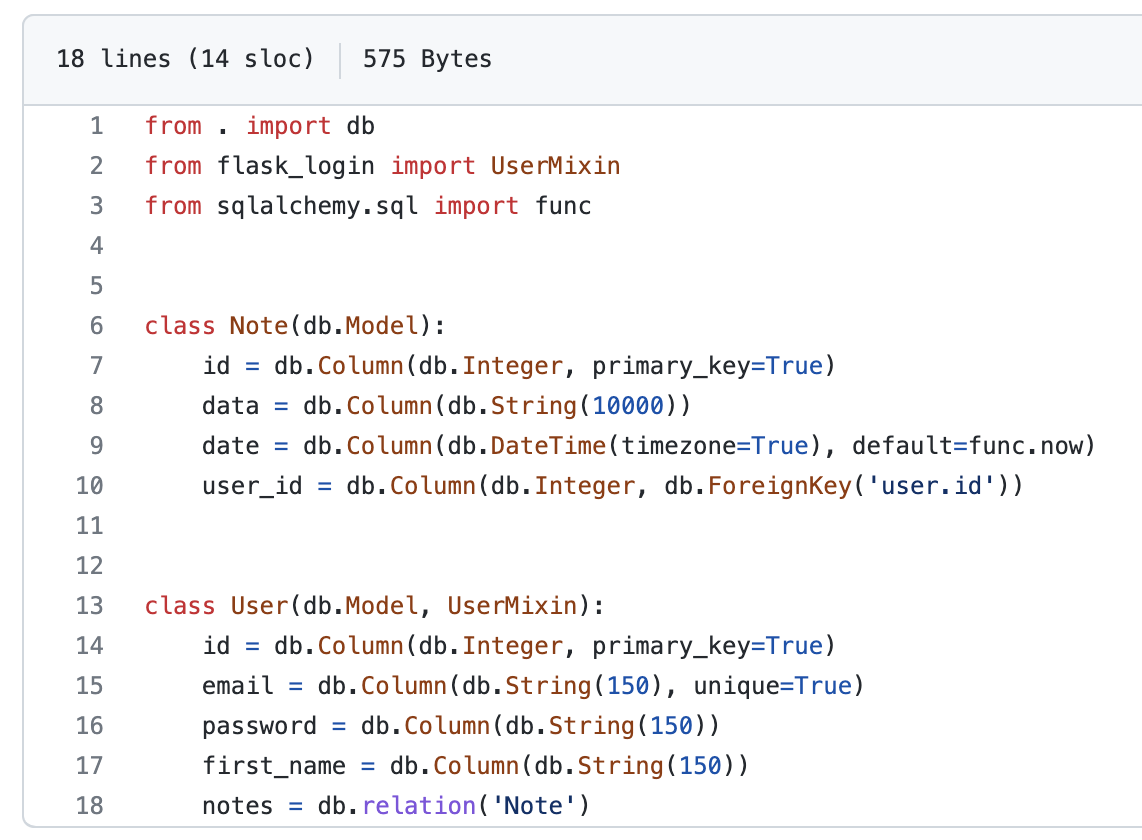 18 lines (14 sloc) 575 Bytes
1 from . import db
2 from flask_login import UserMixin
3 from sqlalchemy.sql import func
4
5
6 class Note(db.Model):
7     id = db.Column(db.Integer, primary_key=True)
8     data = db.Column(db.String(10000))
9     date = db.Column(db.DateTime(timezone=True), default=func.now)
10     user_id = db.Column(db.Integer, db.ForeignKey('user.id'))
11
12
13 class User(db.Model, UserMixin):
14     id = db.Column(db.Integer, primary_key=True)
15     email = db.Column(db.String(150), unique=True)
16     password = db.Column(db.String(150))
17     first_name = db.Column(db.String(150))
18     notes = db.relation('Note')